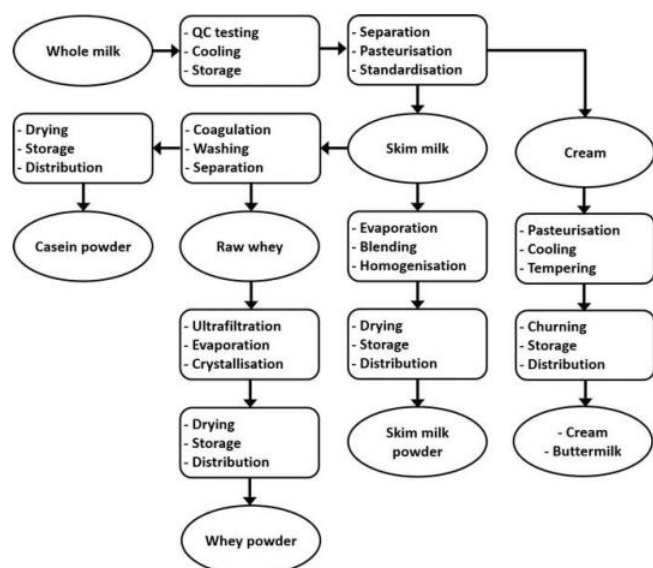 Whole milk
- QC testing
- Cooling
- Storage
- Separation
- Pasteurisation
- Standardisation
- Drying
- Storage
- Distribution
- Coagulation
- Washing
- Separation
Skim milk
Cream
Casein powder
Raw whey
- Evaporation
- Blending
- Homogenisation
- Pasteurisation
- Cooling
- Tempering
- Ultrafiltration
- Evaporation
- Crystallisation
- Drying
- Storage
- Distribution
- Churning
- Storage
- Distribution
- Drying
- Storage
- Distribution
Skim milk
powder
- Cream
- Buttermilk
Whey powder